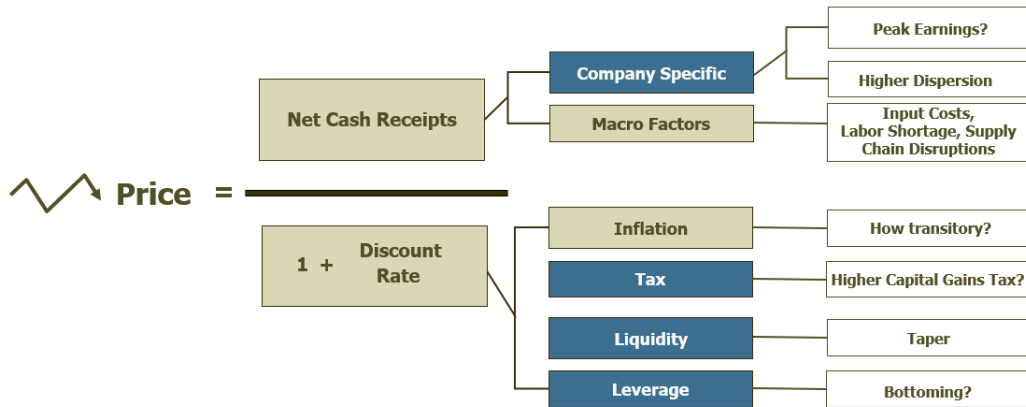 Peak Earnings?
Company Specific
Higher Dispersion
Net Cash Receipts
Macro Factors
Input Costs,
Labor Shortage, Supply
Chain Disruptions
Price =
1 + Discount
Rate
Inflation
How transitory?
Tax
Higher Capital Gains Tax?
Liquidity
Taper
Leverage
Bottoming?